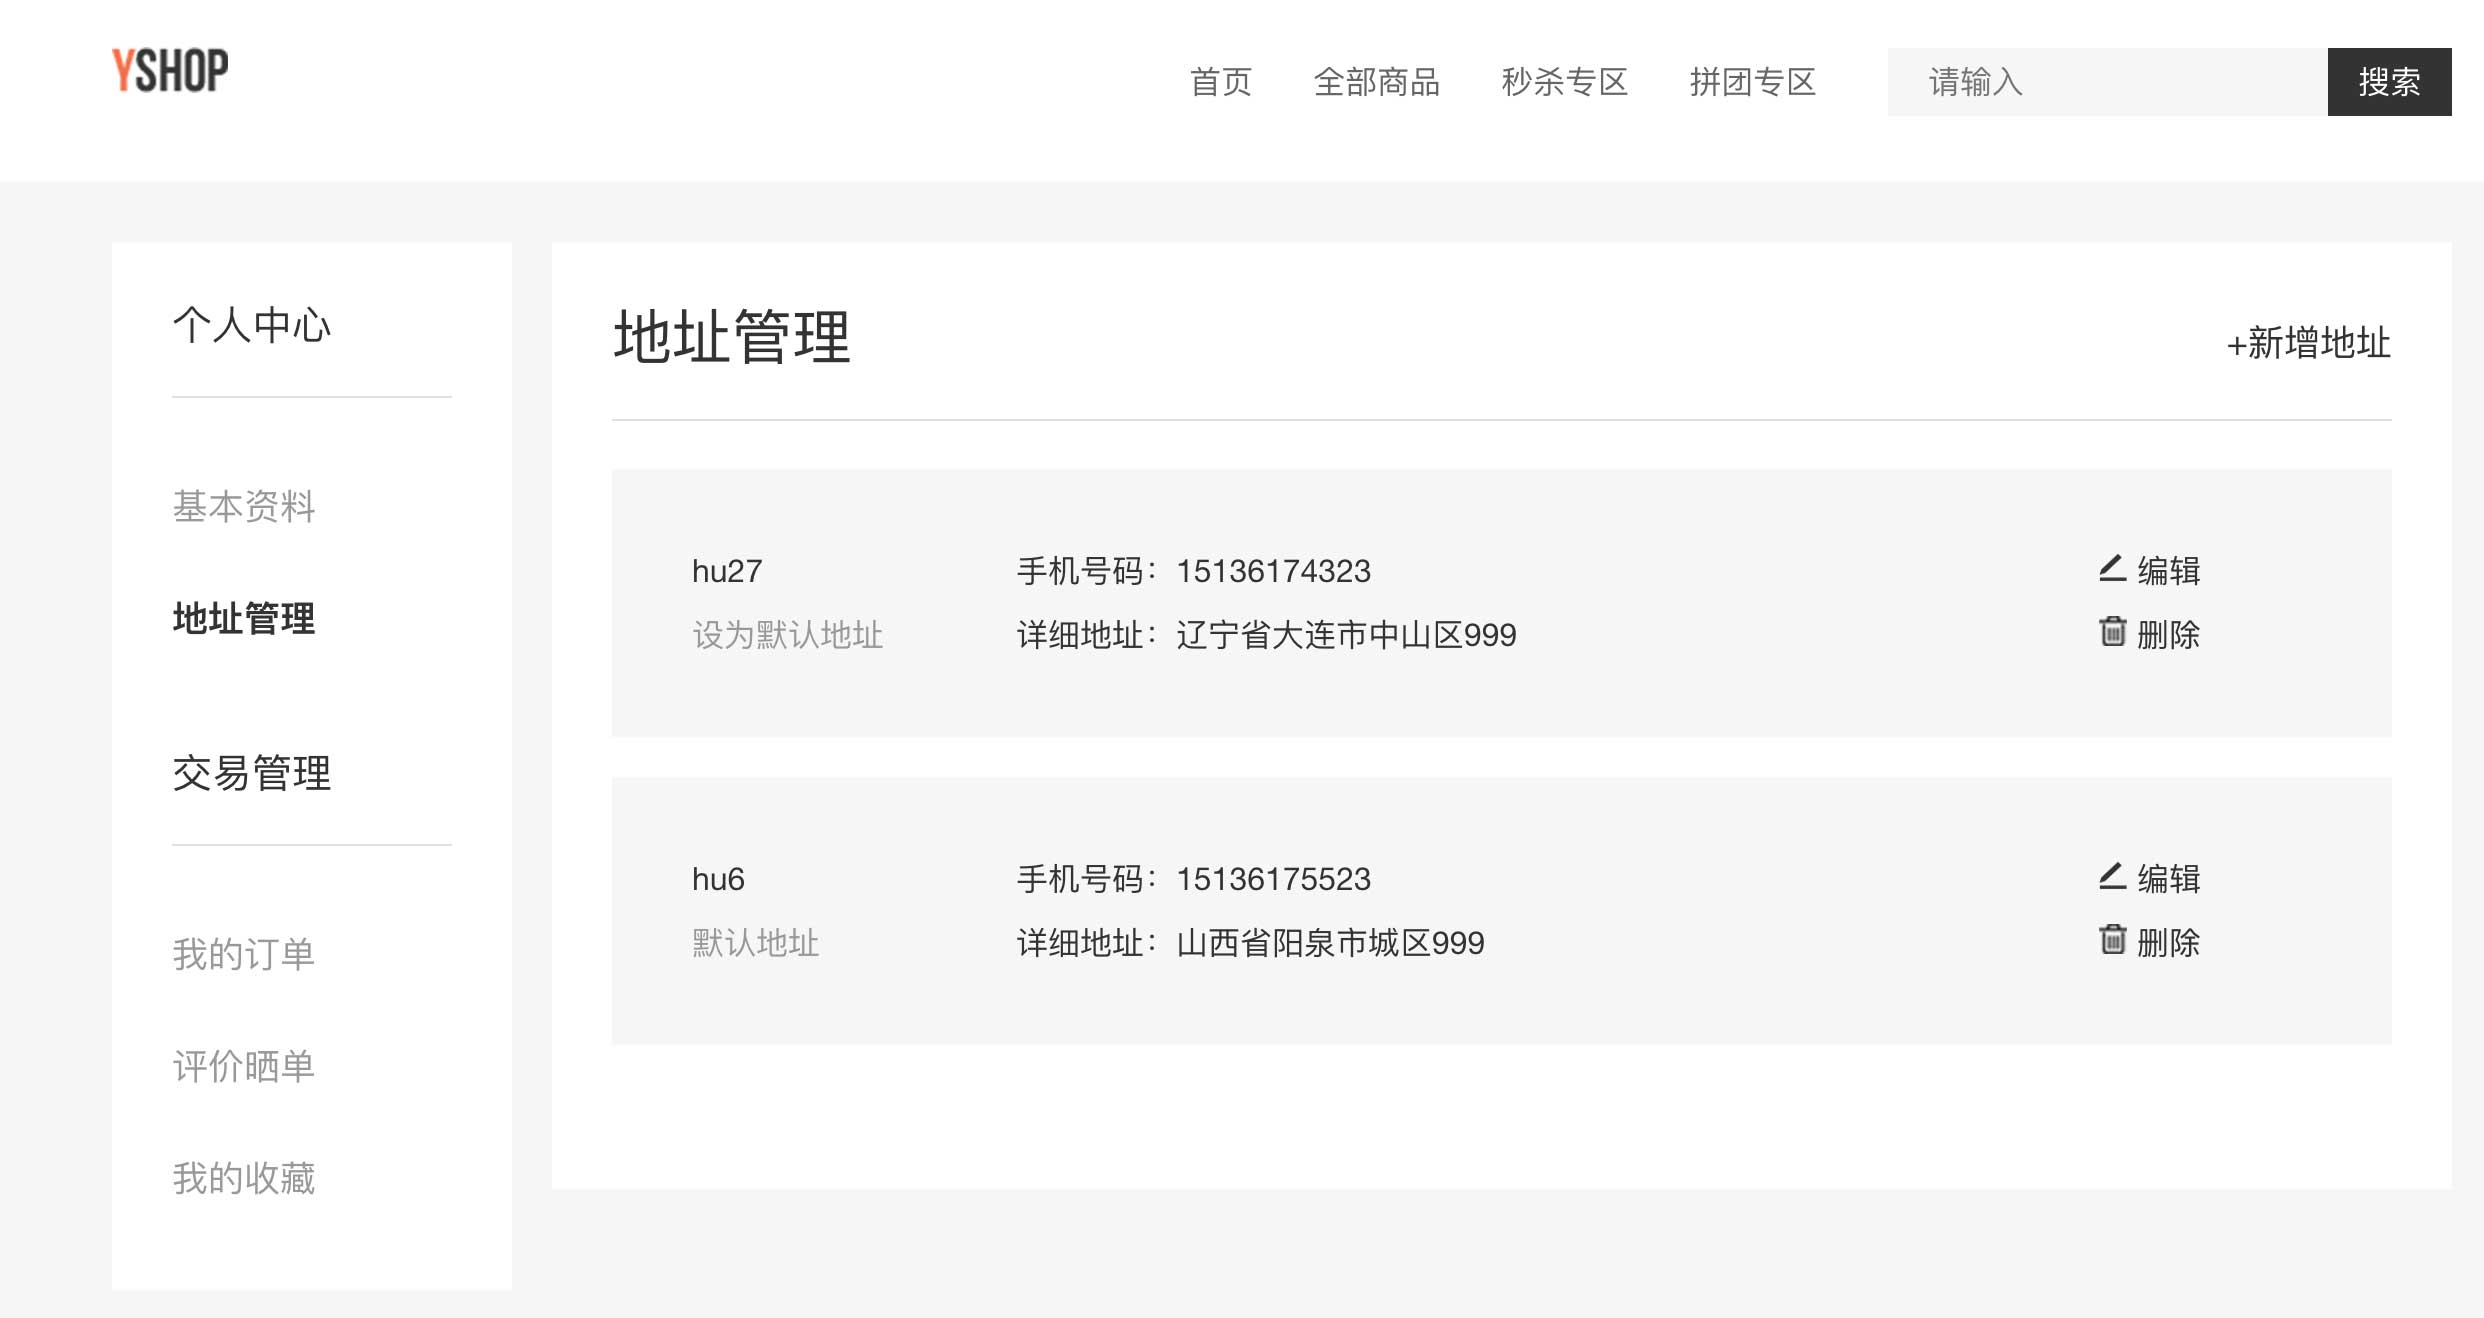 YSHOP
首页 全部商品 秒杀专区 拼团专区 请输入 搜索
个人中心
基本资料
地址管理
交易管理
我的订单
评价晒单
我的收藏
地址管理
+新增地址
hu27 手机号码：15136174323 编辑
设为默认地址 详细地址：辽宁省大连市中山区999 删除
hu6 手机号码：15136175523 编辑
默认地址 详细地址：山西省阳泉市城区999 删除